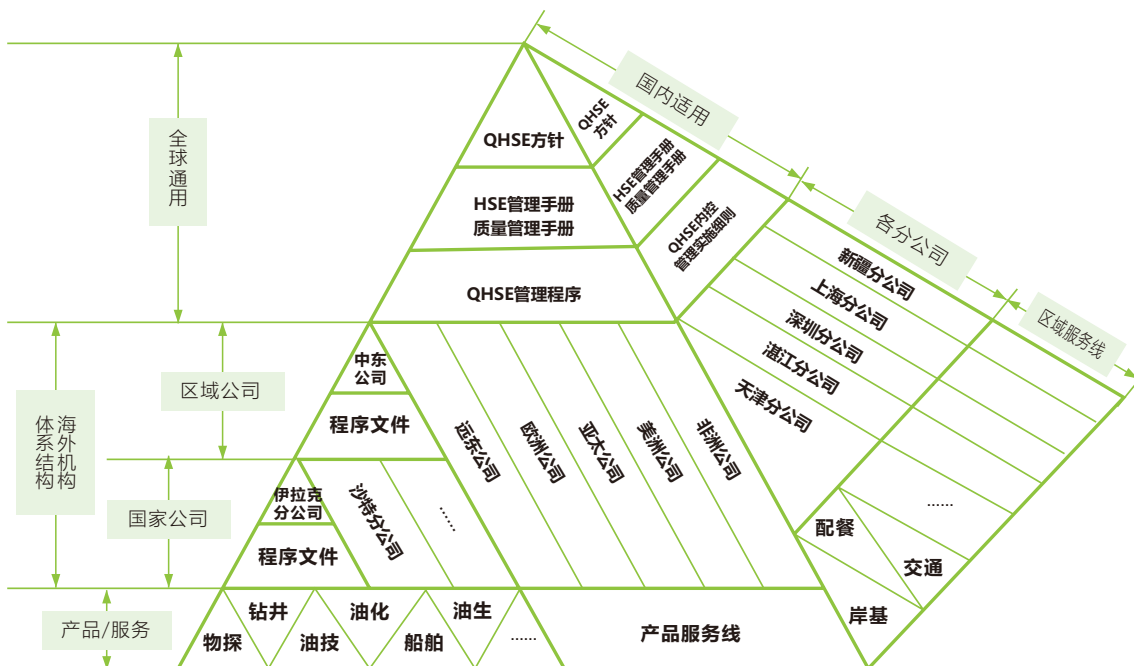 全球通用
海外机构
体系结构
区域公司
国家公司
产品/服务
国内适用
各分公司
区域服务线
QHSE方针
HSE管理手册
质量管理手册
QHSE管理程序
QHSE
方针
HSE管理手册
质量管理手册
QHSE内控
管理实施细则
新疆分公司
上海分公司
深圳分公司
湛江分公司
天津分公司
中东
公司
程序文件
伊拉克
分公司
程序文件
沙特分公司
......
远东公司
欧洲公司
亚太公司
美洲公司
非洲公司
......
配餐
交通
岸基
钻井
油化
油生
物探
油技
船舶
......
产品服务线